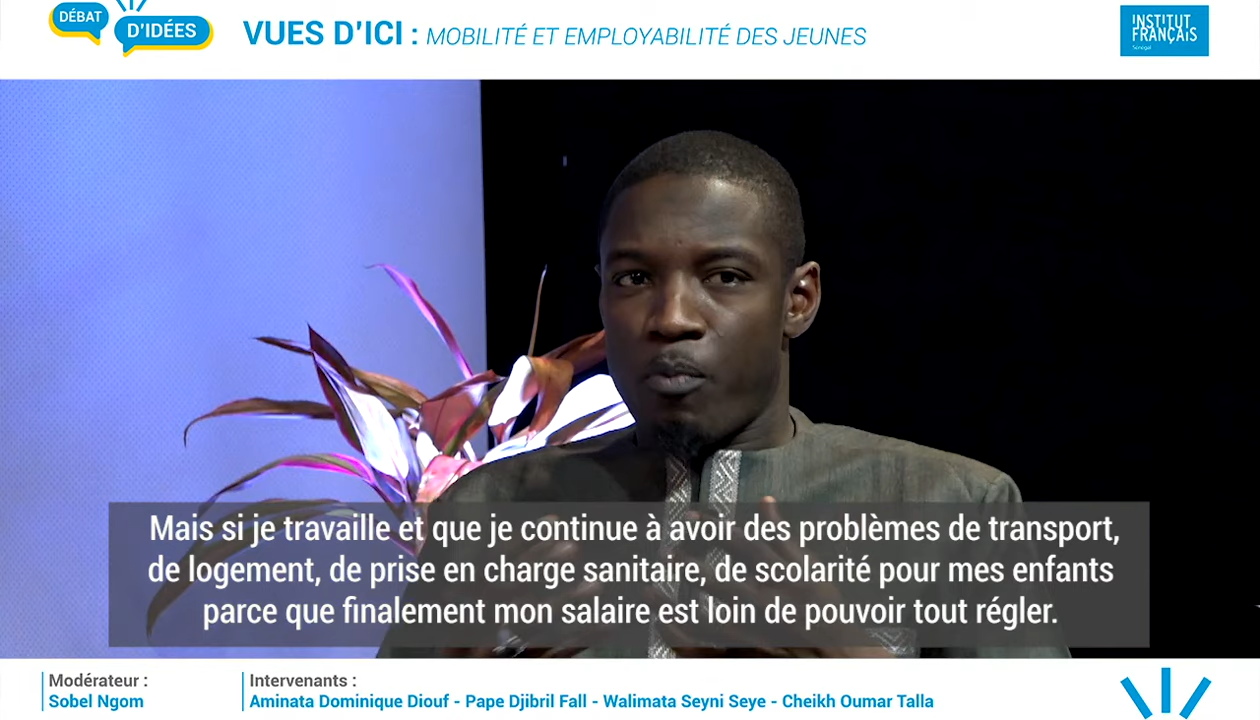 DÉBAT
D'IDÉES
VUES D'ICI : MOBILITÉ ET EMPLOYABILITÉ DES JEUNES
INSTITUT
FRANÇAIS
Sénégal
Mais si je travaille et que je continue à avoir des problèmes de transport,
de logement, de prise en charge sanitaire, de scolarité pour mes enfants
parce que finalement mon salaire est loin de pouvoir tout régler.
Modérateur :
Sobel Ngom
Intervenants :
Aminata Dominique Diouf - Pape Djibril Fall - Walimata Seyni Seye - Cheikh Oumar Talla